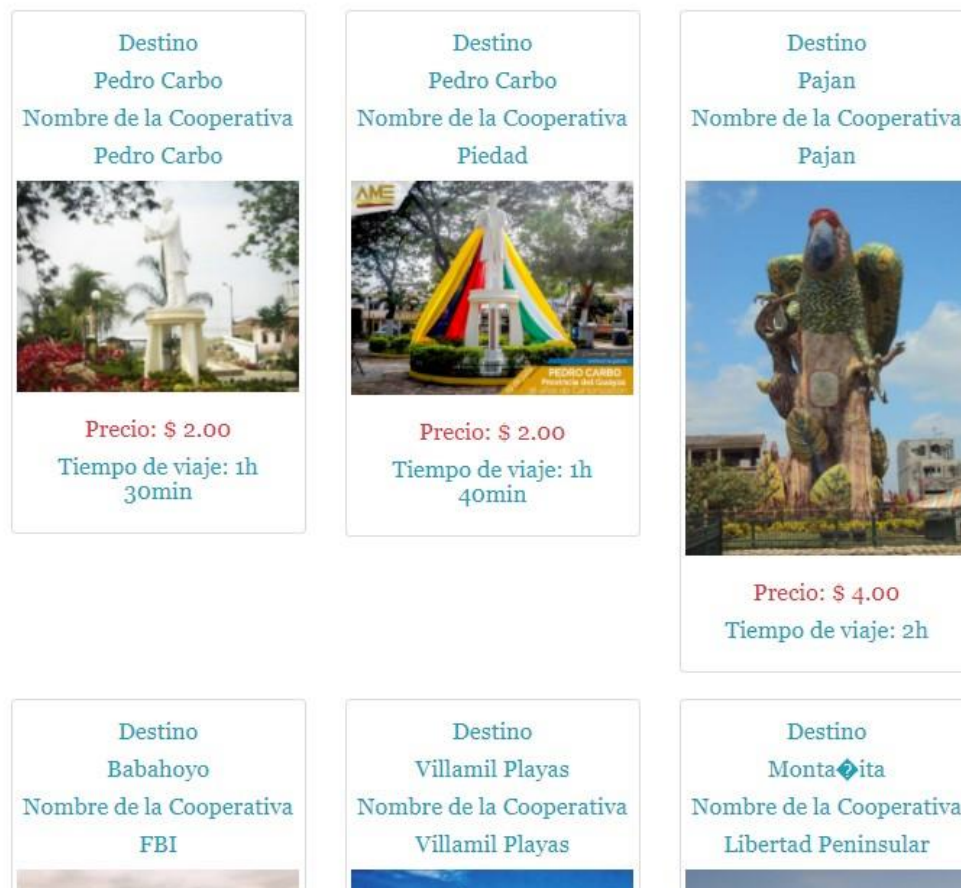 Destino
Pedro Carbo
Nombre de la Cooperativa
Pedro Carbo
Precio: $ 2.00
Tiempo de viaje: 1h
30min
Destino
Pedro Carbo
Nombre de la Cooperativa
Piedad
AME
PEDRO CARBO
Provincia del Guayas
Precio: $ 2.00
Tiempo de viaje: 1h
40min
Destino
Pajan
Nombre de la Cooperativa
Pajan
Precio: $ 4.00
Tiempo de viaje: 2h
Destino
Babahoyo
Nombre de la Cooperativa
FBI
Destino
Villamil Playas
Nombre de la Cooperativa
Villamil Playas
Destino
Monta�ita
Nombre de la Cooperativa
Libertad Peninsular